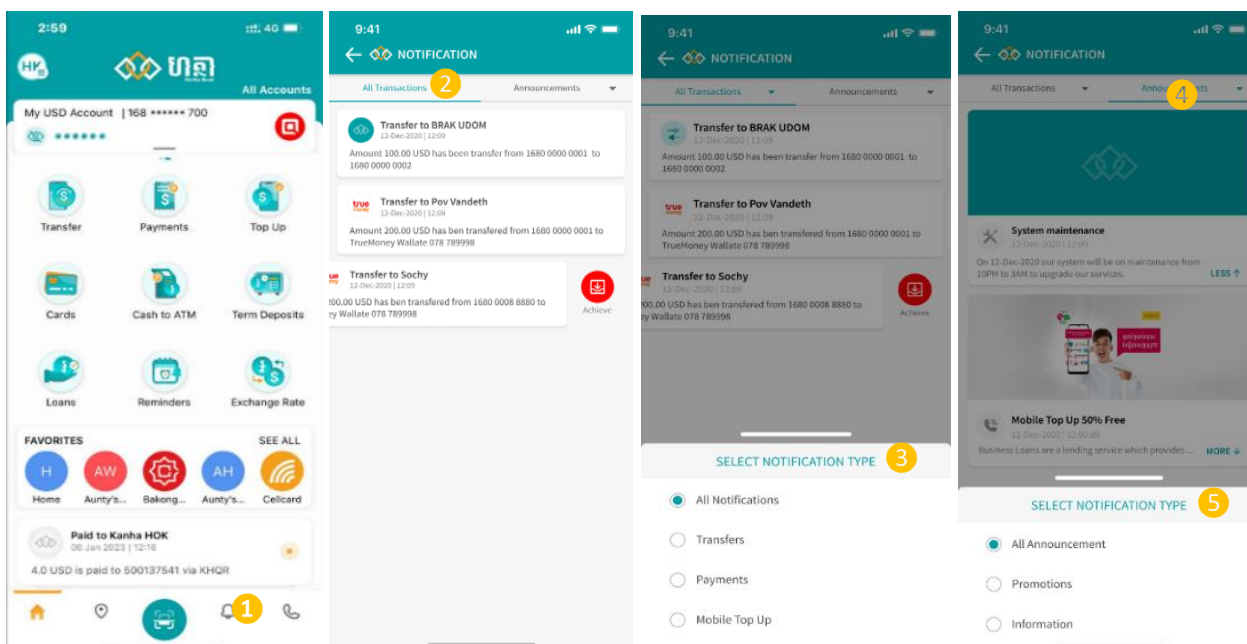 2:59
4G
HK
ហត្ថា
All Accounts
My USD Account | 168 ****** 700
******
Transfer
Payments
Top Up
Cards
Cash to ATM
Term Deposits
Loans
Reminders
Exchange Rate
FAVORITES
SEE ALL
H
AW
AH
Home
Aunty's...
Bakong...
Aunty's...
Cellcard
Paid to Kanha HOK
06 Jan 2023 | 12:16
4.0 USD is paid to 500137541 via KHQR
1
9:41
NOTIFICATION
All Transactions
2
Announcements
Transfer to BRAK UDOM
12-Dec-2020 | 12:09
Amount 100.00 USD has been transfer from 1680 0000 0001 to
1680 0000 0002
true
money
Transfer to Pov Vandeth
12-Dec-2020 | 12:09
Amount 200.00 USD has ben transfered from 1680 0000 0001 to
TrueMoney Wallate 078 789998
Transfer to Sochy
12-Dec-2020 | 12:09
00.00 USD has ben transfered from 1680 0008 8880 to
ey Wallate 078 789998
Achieve
9:41
NOTIFICATION
All Transactions
Announcements
Transfer to BRAK UDOM
12-Dec-2020 | 12:09
Amount 100.00 USD has been transfer from 1680 0000 0001 to
1680 0000 0002
true
money
Transfer to Pov Vandeth
12-Dec-2020 | 12:09
Amount 200.00 USD has ben transfered from 1680 0000 0001 to
TrueMoney Wallate 078 789998
Transfer to Sochy
12-Dec-2020 | 12:09
00.00 USD has ben transfered from 1680 0008 8880 to
ey Wallate 078 789998
Achieve
SELECT NOTIFICATION TYPE
3
All Notifications
Transfers
Payments
Mobile Top Up
9:41
NOTIFICATION
All Transactions
4
System maintenance
12-Dec-2020 | 12:09
On 12-Dec-2020 our system will be on maintenance from
10PM to 3AM to upgrade our services.
LESS
Mobile Top Up 50% Free
12-Dec-2020 | 12:00:89
Business Loans are a lending service which provides ...
MORE
SELECT NOTIFICATION TYPE
5
All Announcement
Promotions
Information